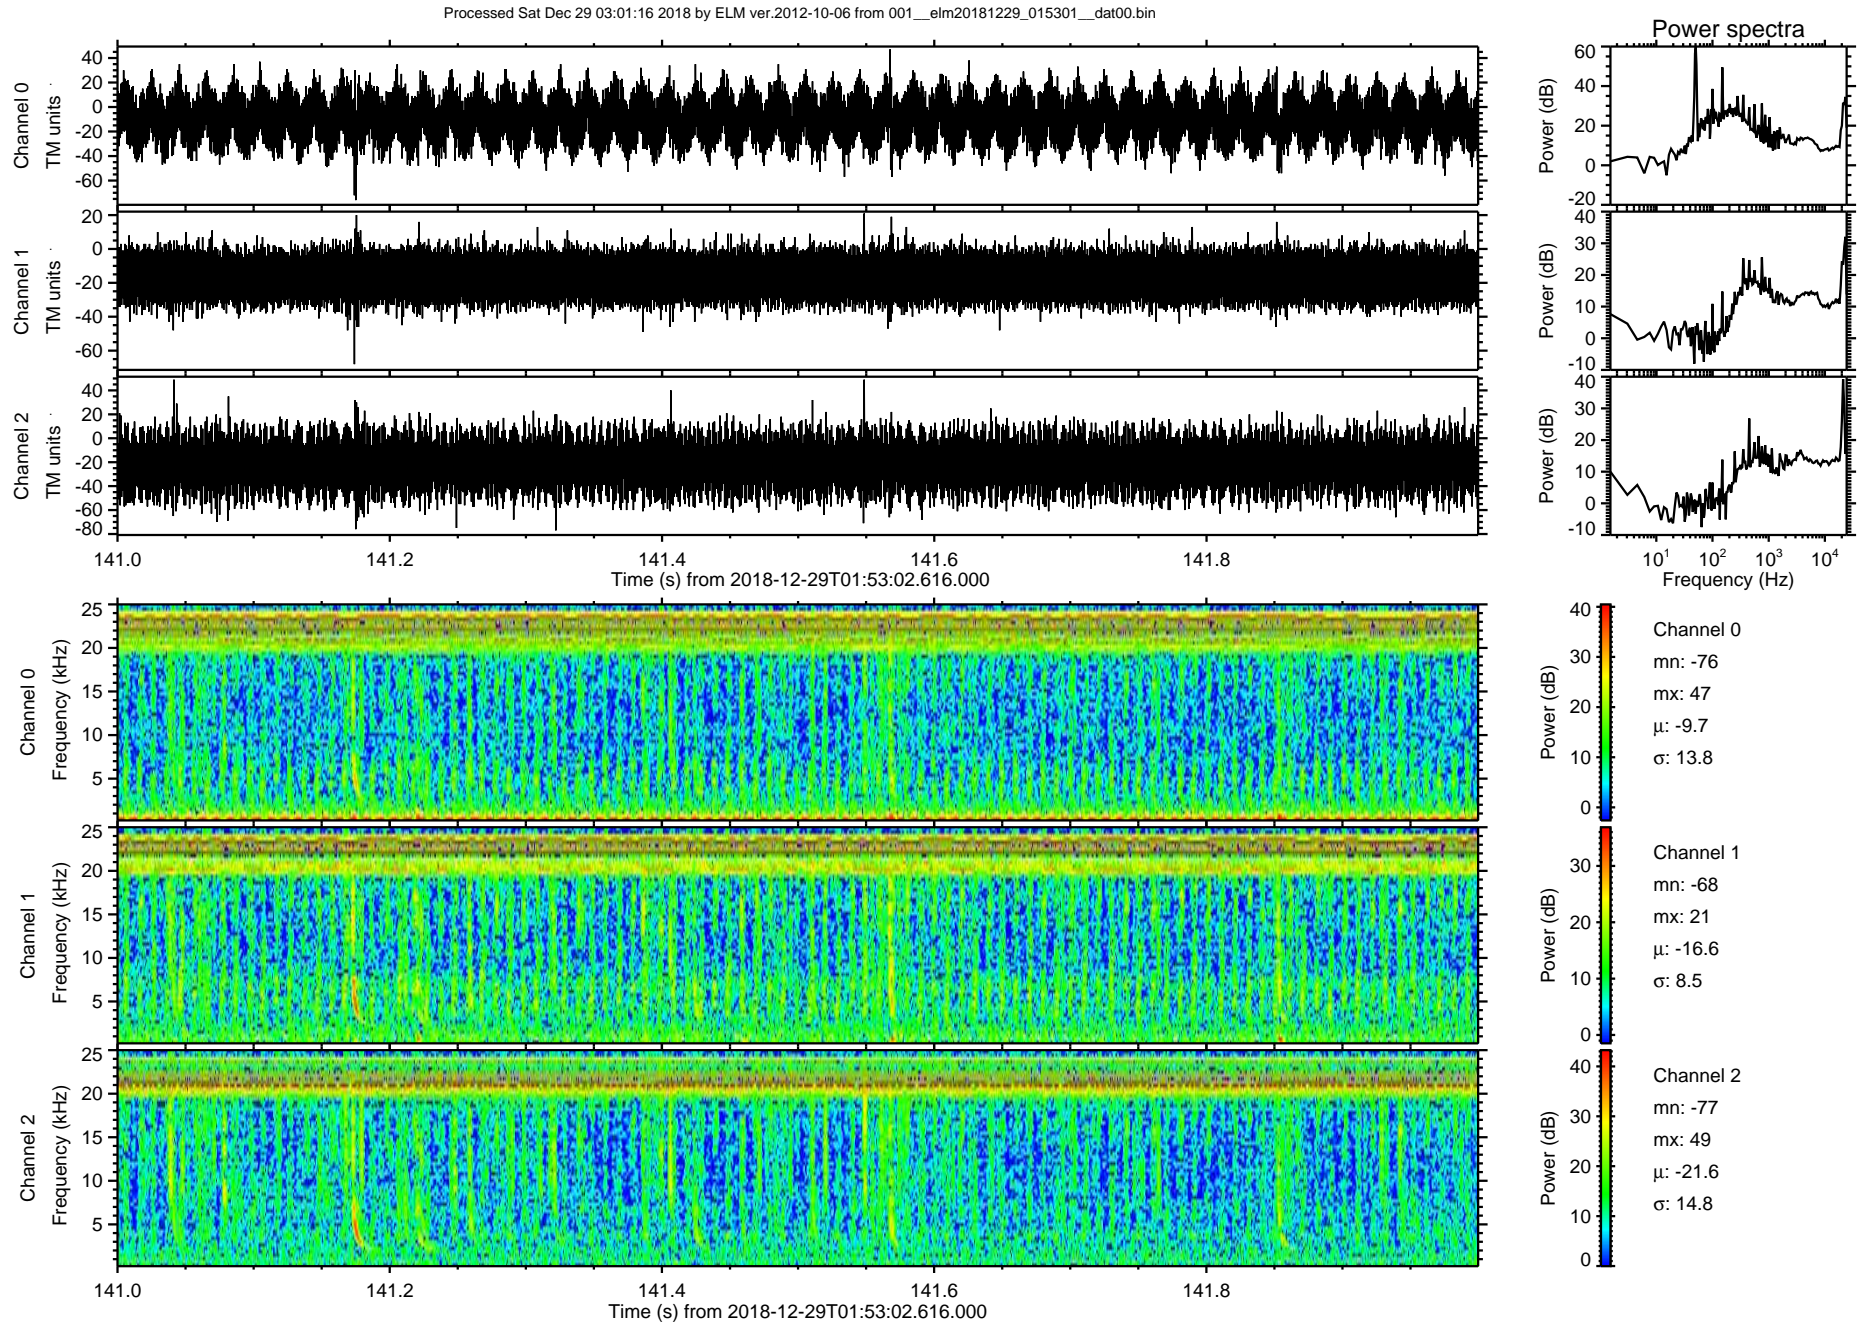 Processed Sat Dec 29 03:01:16 2018 by ELM ver.2012-10-06 from 001__elm20181229_015301__dat00.bin
Power spectra
Channel 0
TM units
40
20
0
-20
-40
-60
Power (dB)
60
40
20
0
-20
Channel 1
TM units
20
0
-20
-40
-60
Power (dB)
40
30
20
10
0
-10
Channel 2
TM units
40
20
0
-20
-40
-60
-80
Power (dB)
40
30
20
10
0
-10
141.0 141.2 141.4 141.6 141.8
Time (s) from 2018-12-29T01:53:02.616.000
10^1 10^2 10^3 10^4
Frequency (Hz)
Channel 0
Frequency (kHz)
25
20
15
10
5
Power (dB)
40
30
20
10
0
Channel 0
mn: -76
mx: 47
μ: -9.7
σ: 13.8
Channel 1
Frequency (kHz)
25
20
15
10
5
Power (dB)
30
20
10
0
Channel 1
mn: -68
mx: 21
μ: -16.6
σ: 8.5
Channel 2
Frequency (kHz)
25
20
15
10
5
Power (dB)
40
30
20
10
0
Channel 2
mn: -77
mx: 49
μ: -21.6
σ: 14.8
141.0 141.2 141.4 141.6 141.8
Time (s) from 2018-12-29T01:53:02.616.000